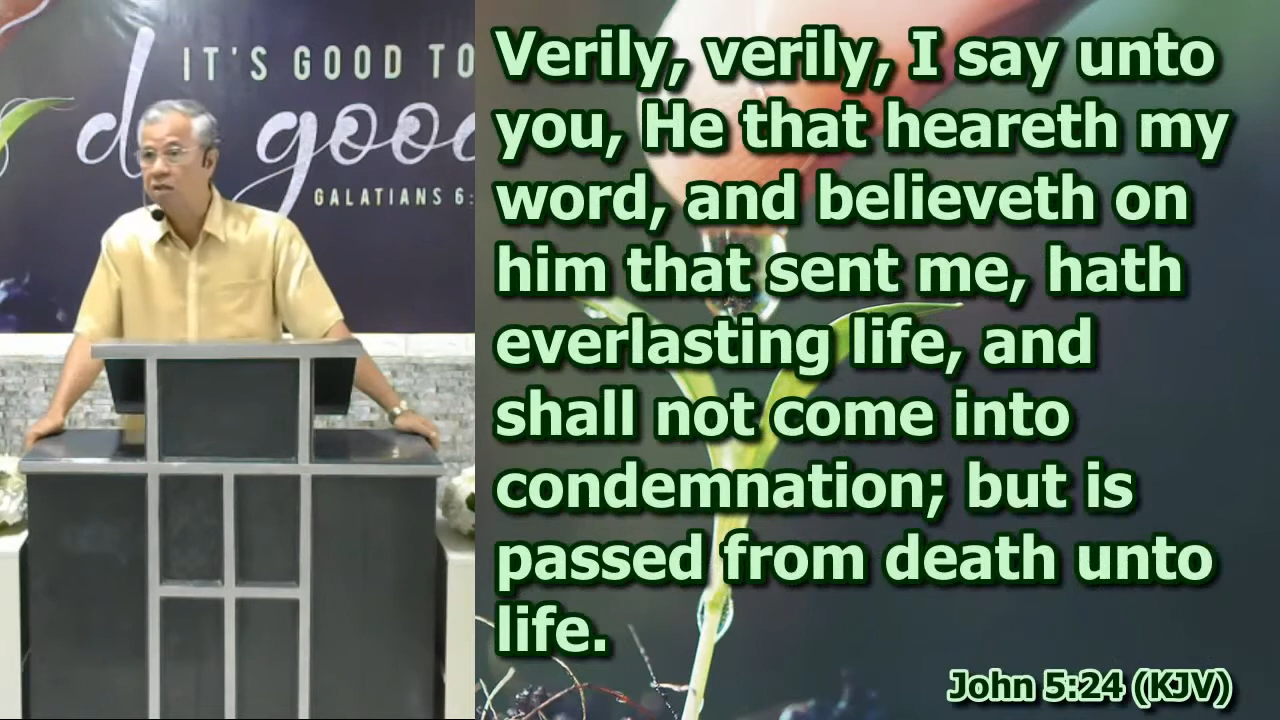 IT'S GOOD TO
do good
GALATIANS 6:
Verily, verily, I say unto
you, He that heareth my
word, and believeth on
him that sent me, hath
everlasting life, and
shall not come into
condemnation; but is
passed from death unto
life.
John 5:24 (KJV)